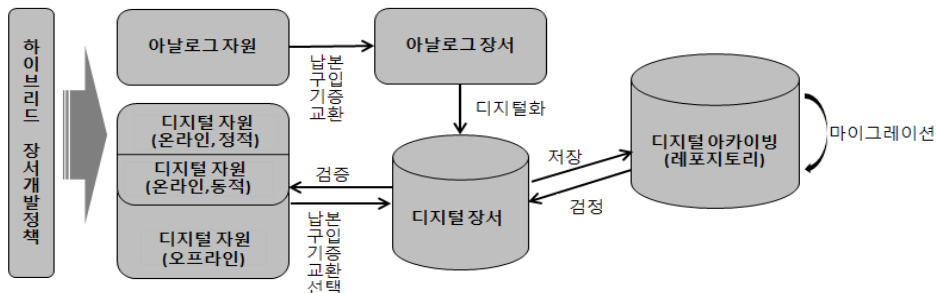 하이브리드 장서개발정책
아날로그 자원
납본
구입
기증
교환
아날로그 장서
디지털화
디지털 자원
(온라인,정적)
디지털 자원
(온라인,동적)
디지털 자원
(오프라인)
검증
납본
구입
기증
교환
선택
디지털 장서
저장
검정
디지털 아카이빙
(레포지토리)
마이그레이션